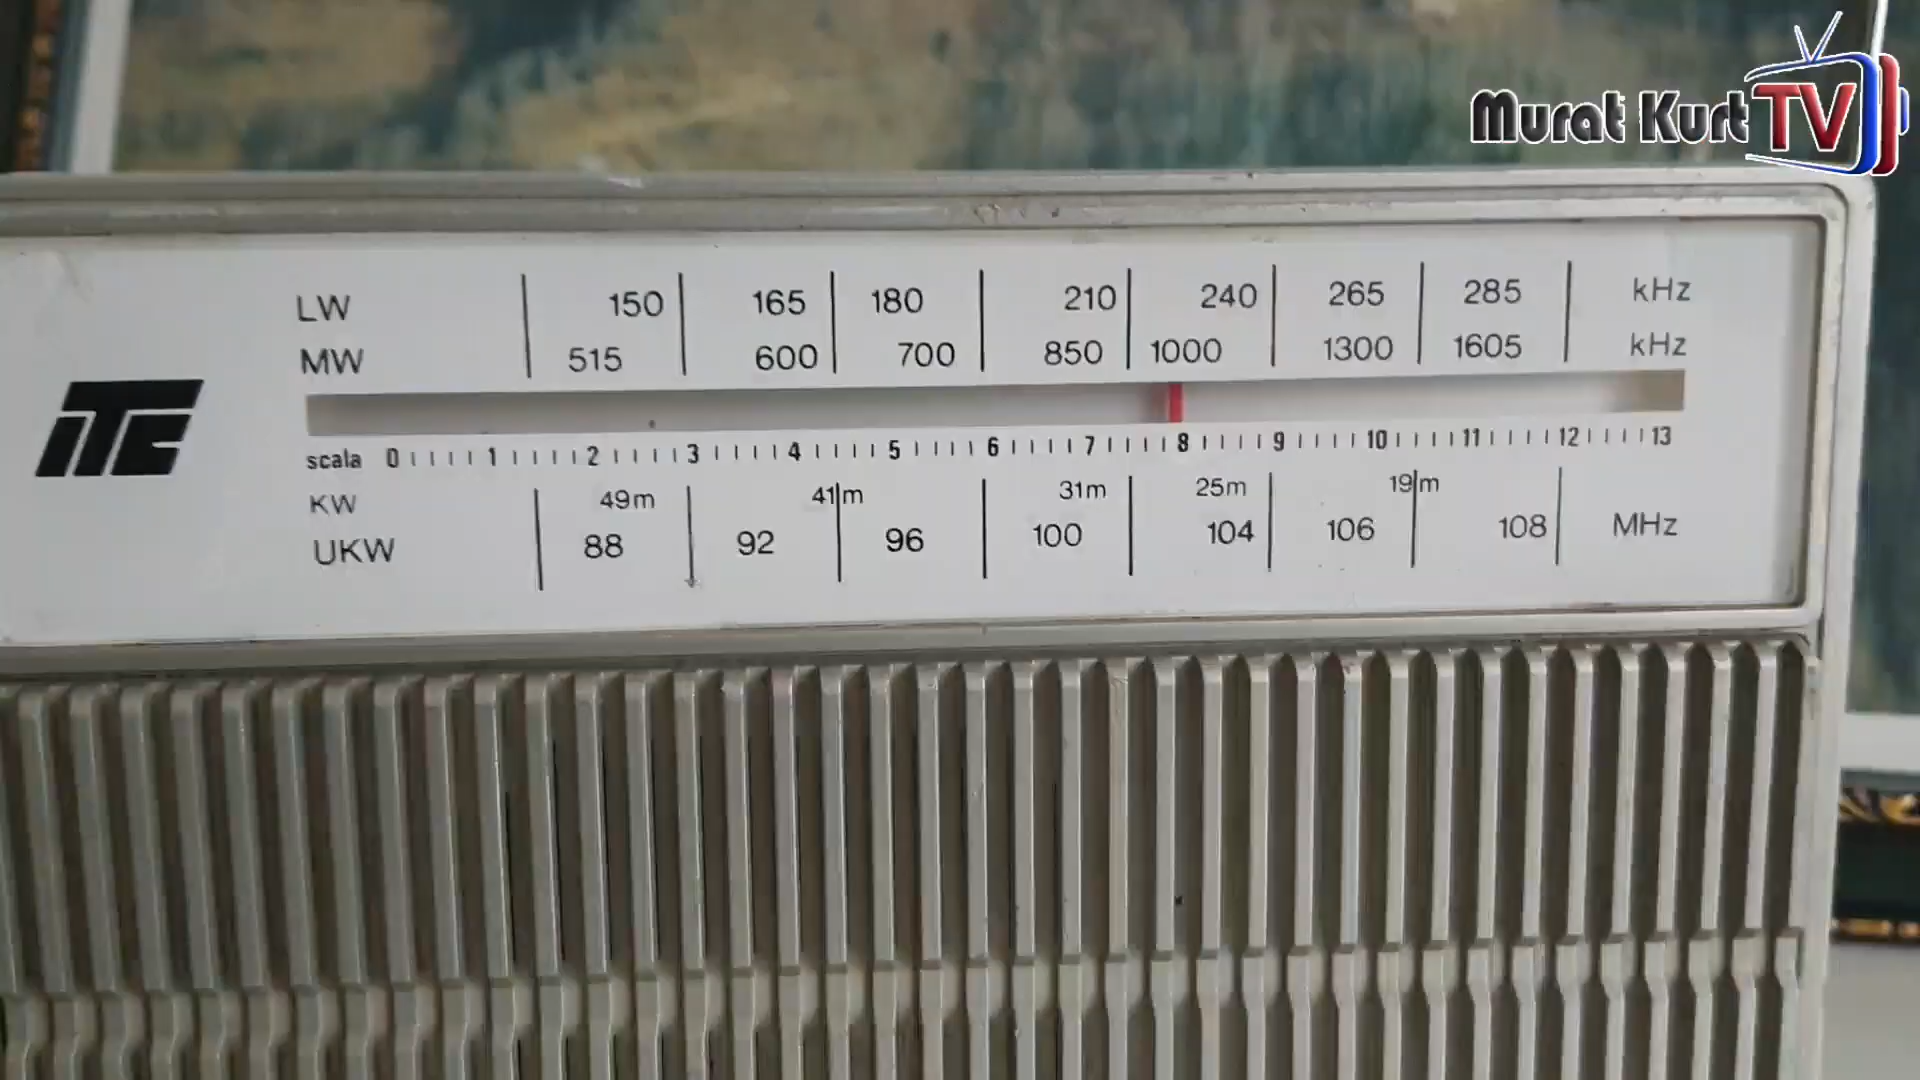 Murat Kurt TV
LW 150 165 180 210 240 265 285 kHz
MW 515 600 700 850 1000 1300 1605 kHz
ITC
scala 0 1 2 3 4 5 6 7 8 9 10 11 12 13
KW 49m 41m 31m 25m 19m
UKW 88 92 96 100 104 106 108 MHz